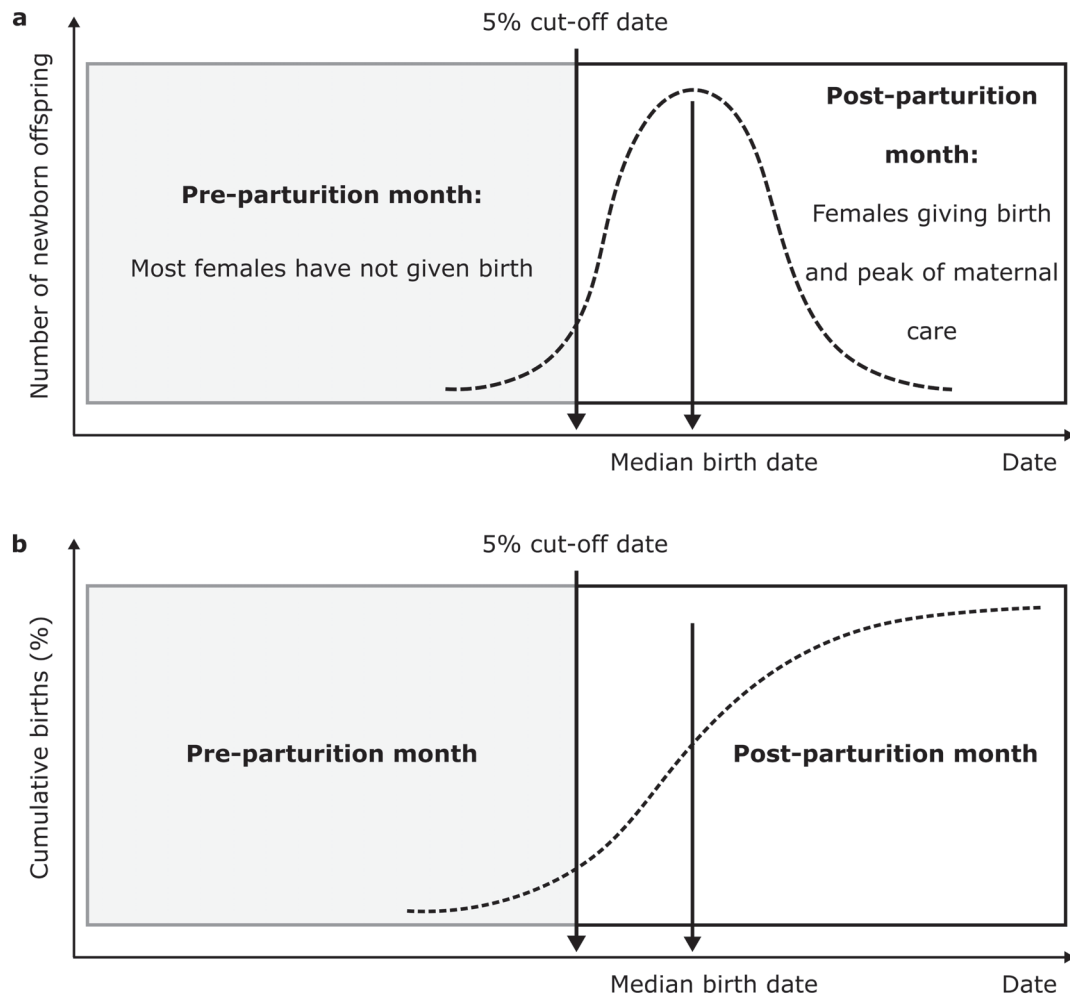 a
5% cut-off date
Number of newborn offspring
Pre-parturition month:
Most females have not given birth
Post-parturition
month:
Females giving birth
and peak of maternal
care
Median birth date
Date
b
5% cut-off date
Cumulative births (%)
Pre-parturition month
Post-parturition month
Median birth date
Date